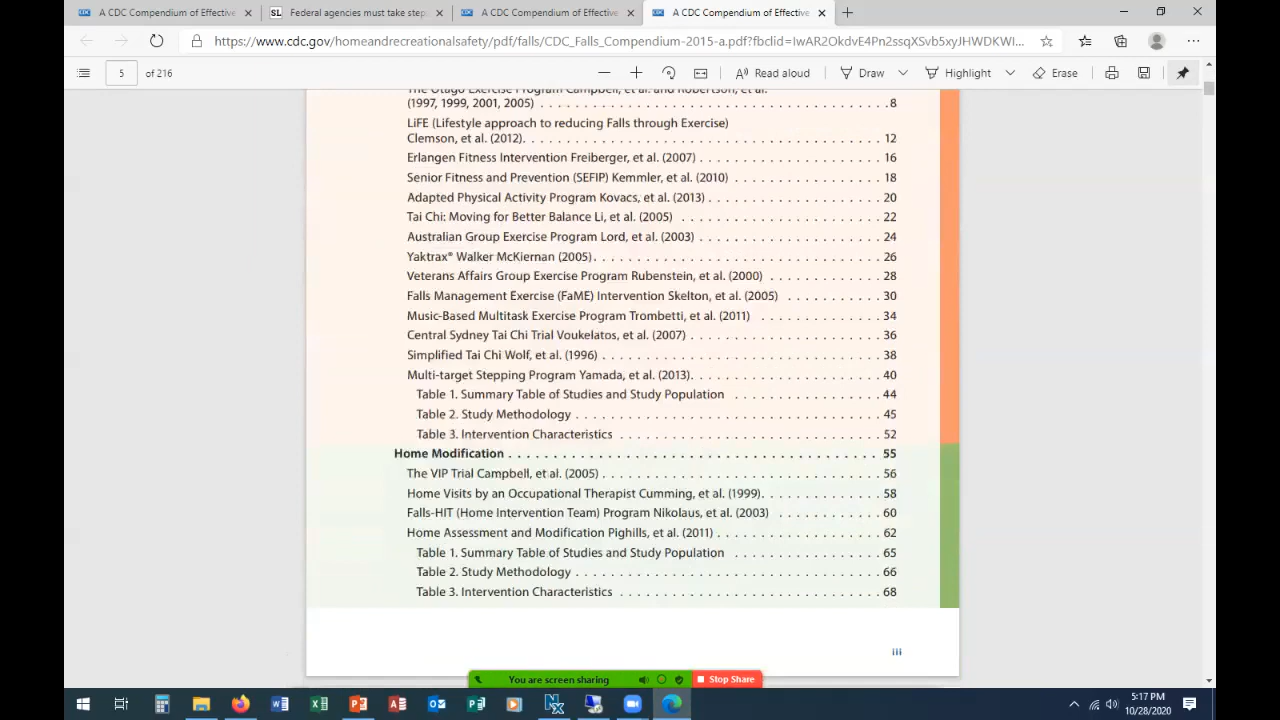 A CDC Compendium of Effective
Federal agencies must take step
A CDC Compendium of Effective
A CDC Compendium of Effective
https://www.cdc.gov/homeandrecreationalsafety/pdf/falls/CDC_Falls_Compendium-2015-a.pdf?fbclid=IwAR2OkdvE4Pn2ssqXSvb5xyJHWDKWI...
5 of 216
Read aloud
Draw
Highlight
Erase
The Otago Exercise Program Campbell, et al. and Robertson, et al.
(1997, 1999, 2001, 2005) . . . . . . . . . . 8
LiFE (Lifestyle approach to reducing Falls through Exercise)
Clemson, et al. (2012). . . . . . . . . . . 12
Erlangen Fitness Intervention Freiberger, et al. (2007) . . . . . . . . . . 16
Senior Fitness and Prevention (SEFIP) Kemmler, et al. (2010) . . . . . . . . . . 18
Adapted Physical Activity Program Kovacs, et al. (2013) . . . . . . . . . . 20
Tai Chi: Moving for Better Balance Li, et al. (2005) . . . . . . . . . . 22
Australian Group Exercise Program Lord, et al. (2003) . . . . . . . . . . 24
Yaktrax® Walker McKiernan (2005). . . . . . . . . . . 26
Veterans Affairs Group Exercise Program Rubenstein, et al. (2000) . . . . . . . . . . 28
Falls Management Exercise (FaME) Intervention Skelton, et al. (2005) . . . . . . . . . . 30
Music-Based Multitask Exercise Program Trombetti, et al. (2011) . . . . . . . . . . 34
Central Sydney Tai Chi Trial Voukelatos, et al. (2007) . . . . . . . . . . 36
Simplified Tai Chi Wolf, et al. (1996) . . . . . . . . . . 38
Multi-target Stepping Program Yamada, et al. (2013). . . . . . . . . . . 40
Table 1. Summary Table of Studies and Study Population . . . . . . . . . . 44
Table 2. Study Methodology . . . . . . . . . . 45
Table 3. Intervention Characteristics . . . . . . . . . . 52
Home Modification . . . . . . . . . . 55
The VIP Trial Campbell, et al. (2005) . . . . . . . . . . 56
Home Visits by an Occupational Therapist Cumming, et al. (1999). . . . . . . . . . . 58
Falls-HIT (Home Intervention Team) Program Nikolaus, et al. (2003) . . . . . . . . . . 60
Home Assessment and Modification Pighills, et al. (2011) . . . . . . . . . . 62
Table 1. Summary Table of Studies and Study Population . . . . . . . . . . 65
Table 2. Study Methodology . . . . . . . . . . 66
Table 3. Intervention Characteristics . . . . . . . . . . 68
iii
You are screen sharing
Stop Share
5:17 PM
10/28/2020